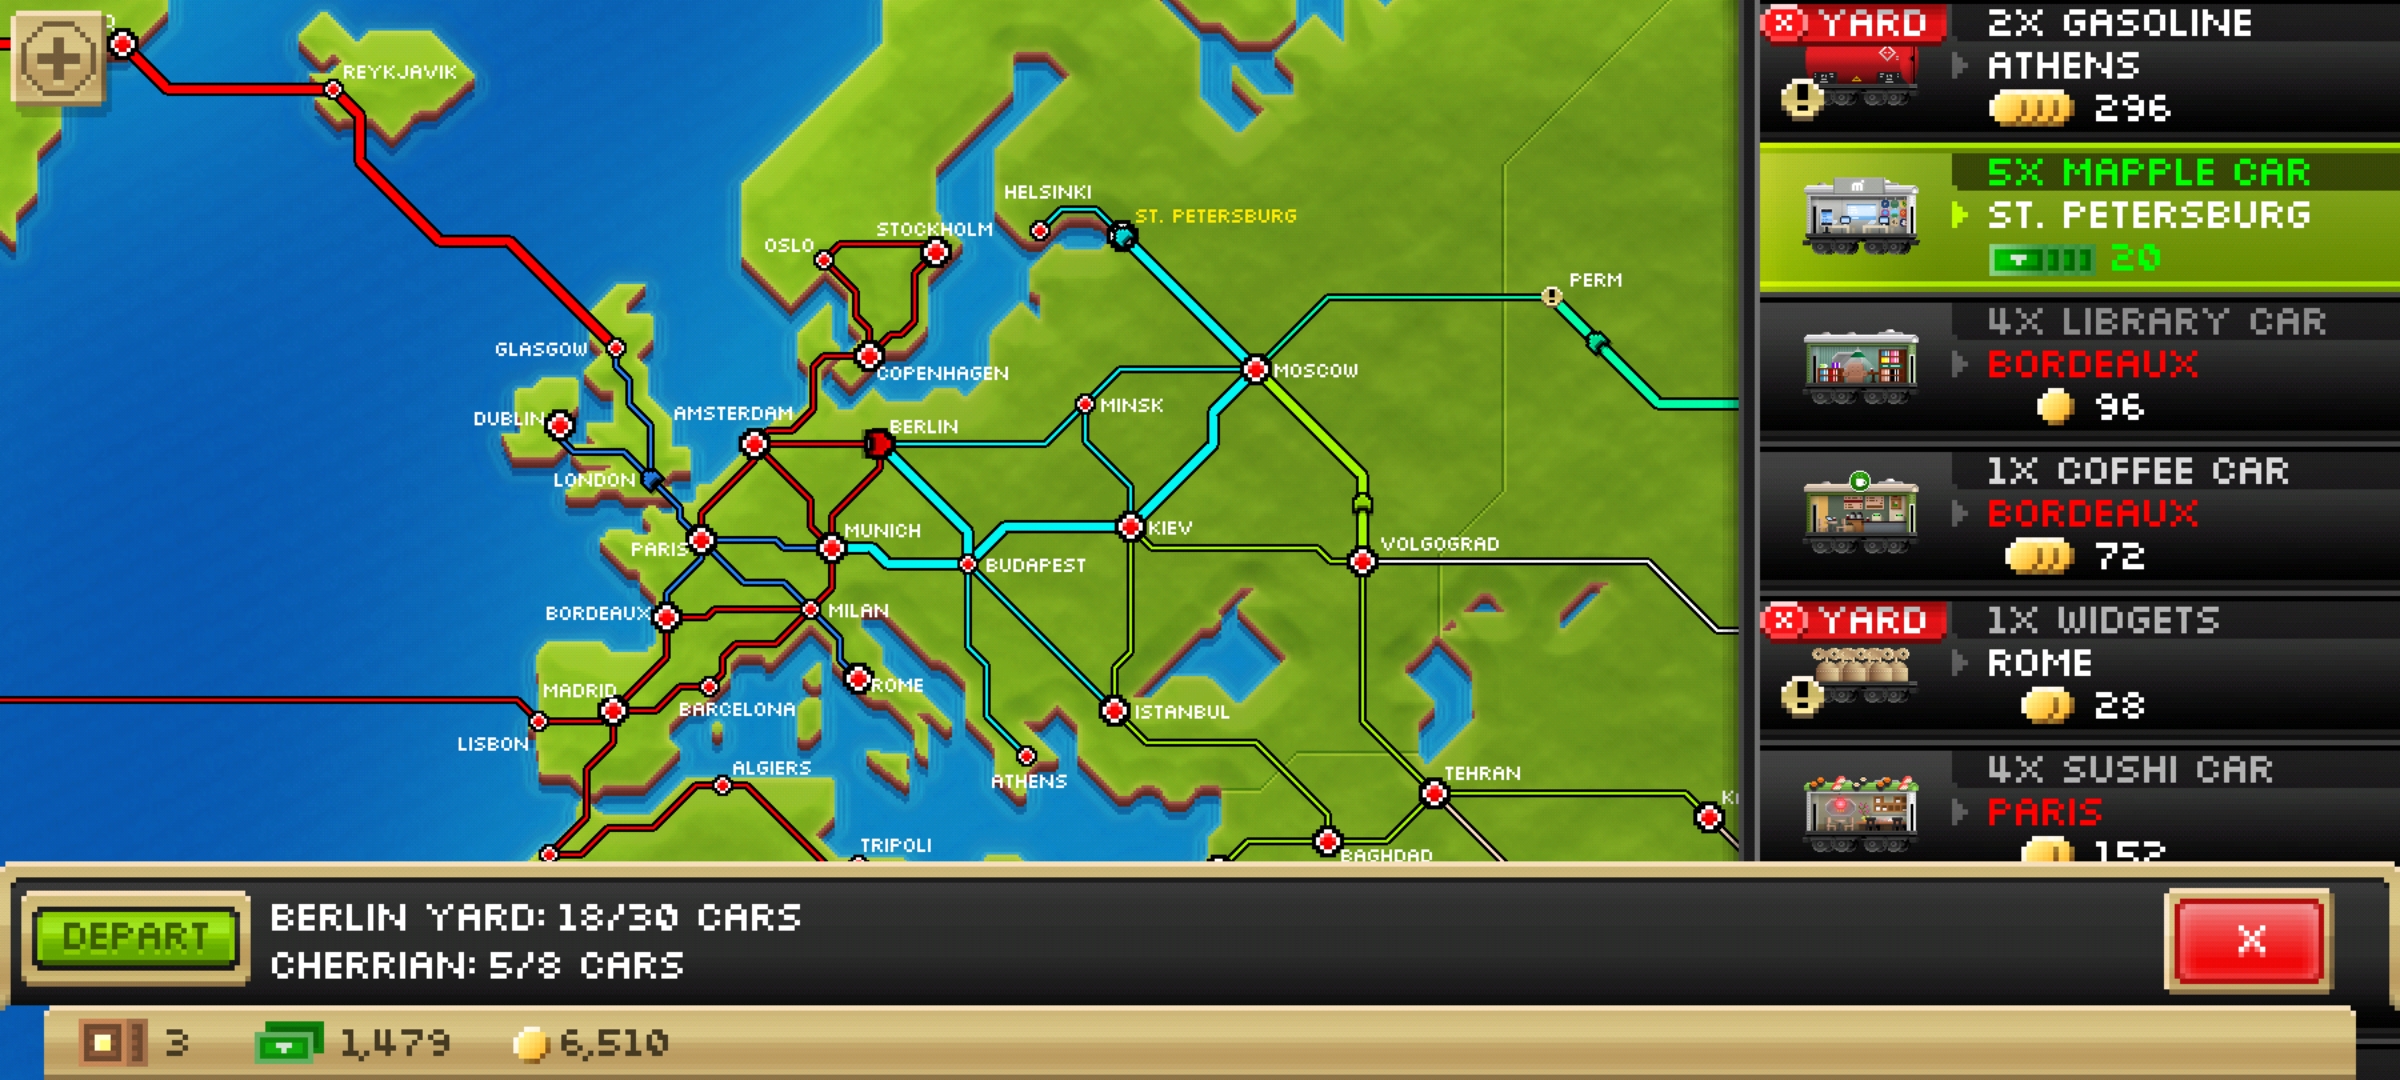 REYKJAVIK
HELSINKI
ST. PETERSBURG
STOCKHOLM
OSLO
PERM
GLASGOW
COPENHAGEN
MOSCOW
MINSK
DUBLIN
AMSTERDAM
BERLIN
LONDON
MUNICH
KIEV
VOLGOGRAD
PARIS
BUDAPEST
BORDEAUX
MILAN
MADRID
ROME
BARCELONA
ISTANBUL
LISBON
ALGIERS
ATHENS
TEHRAN
TRIPOLI
BAGHDAD
YARD
2X GASOLINE
ATHENS
296
5X MAPPLE CAR
ST. PETERSBURG
20
4X LIBRARY CAR
BORDEAUX
96
1X COFFEE CAR
BORDEAUX
72
YARD
1X WIDGETS
ROME
28
4X SUSHI CAR
PARIS
152
DEPART
BERLIN YARD: 18/30 CARS
CHERRIAN: 5/8 CARS
X
3
1,479
6,510